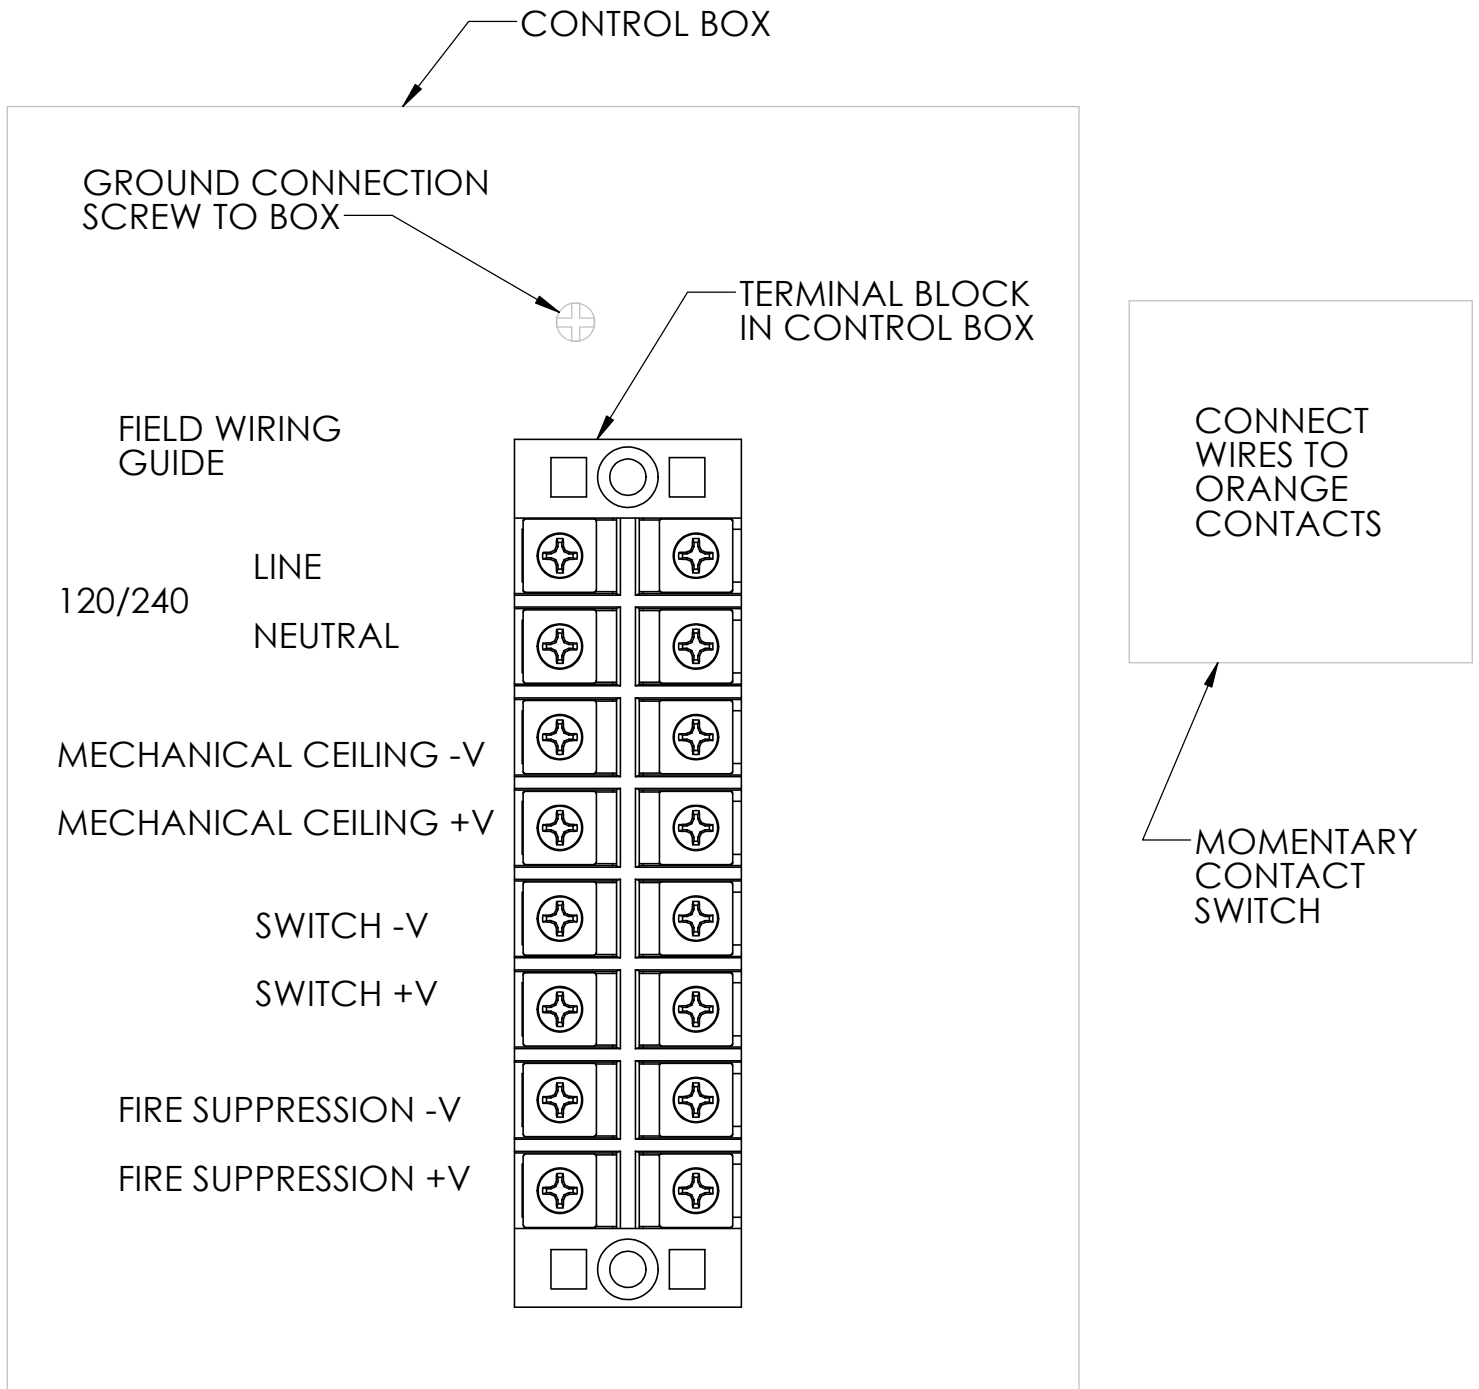 CONTROL BOX
GROUND CONNECTION
SCREW TO BOX
TERMINAL BLOCK
IN CONTROL BOX
FIELD WIRING
GUIDE
LINE
120/240
NEUTRAL
MECHANICAL CEILING -V
MECHANICAL CEILING +V
SWITCH -V
SWITCH +V
FIRE SUPPRESSION -V
FIRE SUPPRESSION +V
CONNECT
WIRES TO
ORANGE
CONTACTS
MOMENTARY
CONTACT
SWITCH